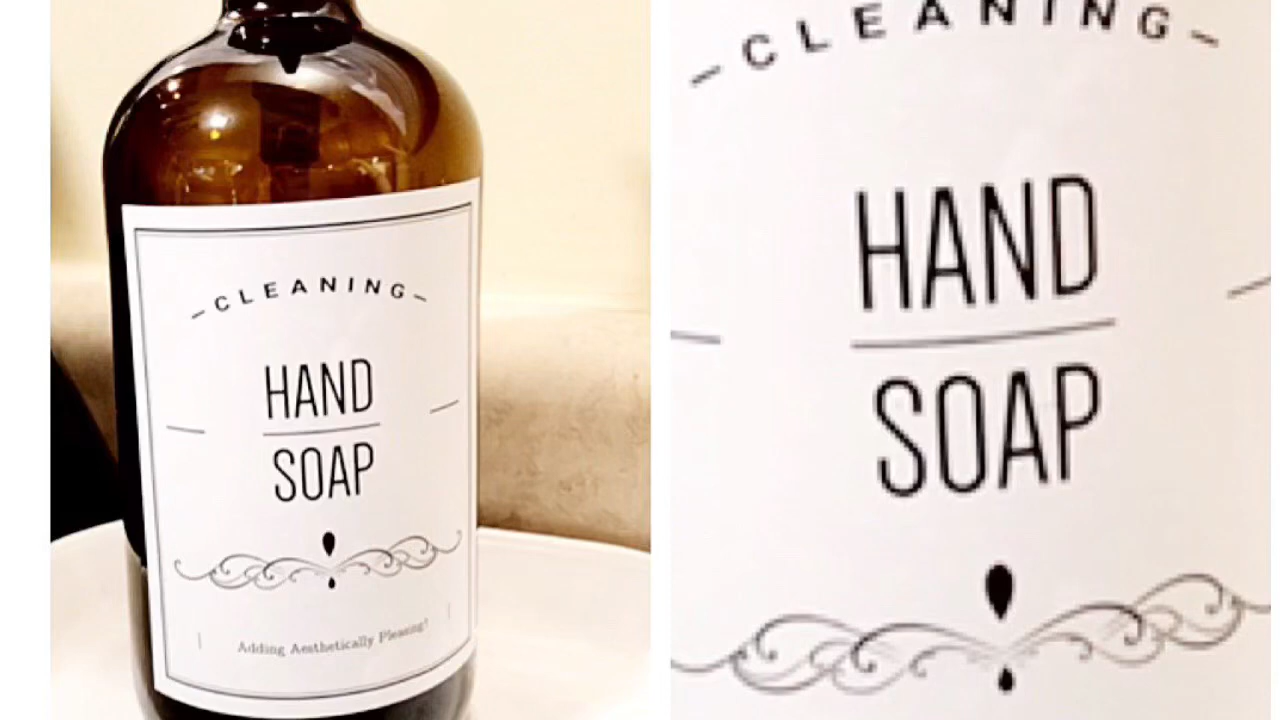 CLEANING
HAND
SOAP
Adding Aesthetically Pleasing!
CLEANING
HAND
SOAP